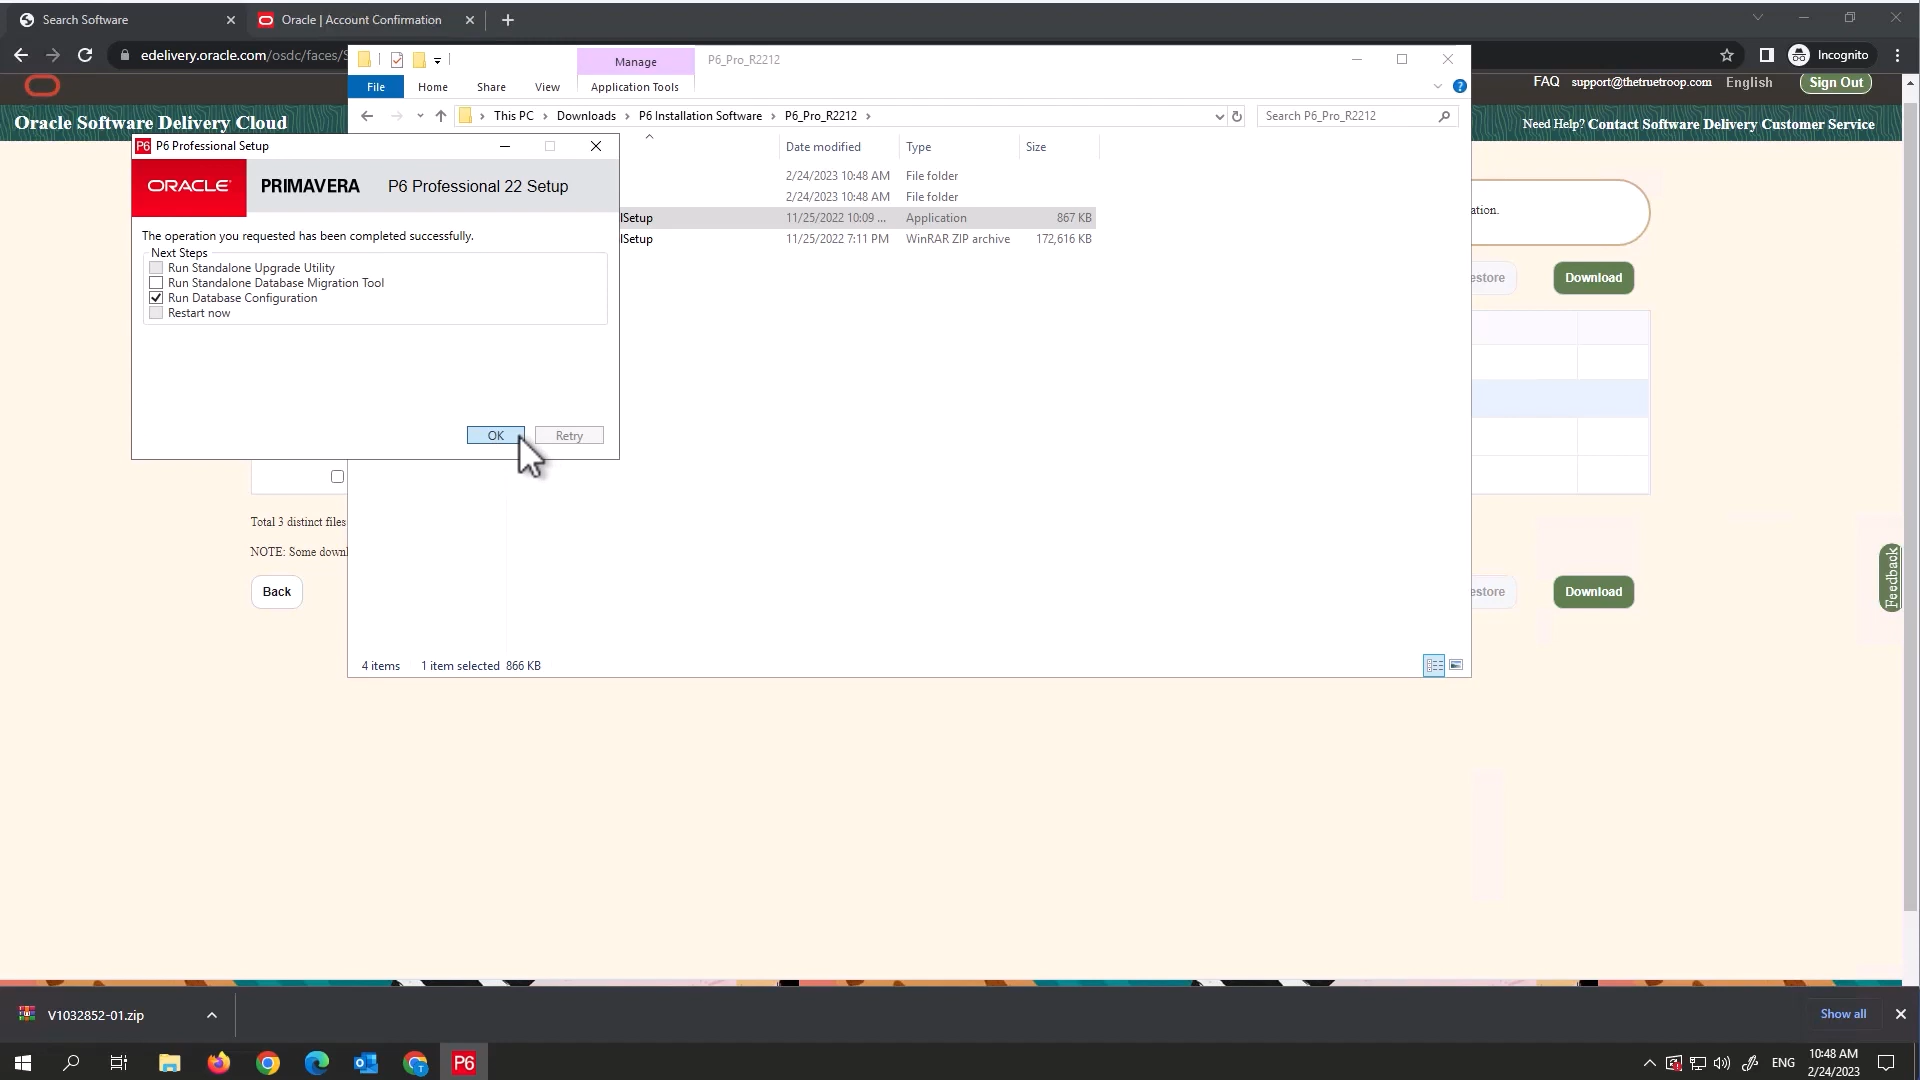 Search Software
Oracle | Account Confirmation
edelivery.oracle.com/osdc/faces/S
Incognito
Manage
P6_Pro_R2212
File
Home
Share
View
Application Tools
FAQ
support@thetruetroop.com
English
Sign Out
This PC
Downloads
P6 Installation Software
P6_Pro_R2212
Search P6_Pro_R2212
Oracle Software Delivery Cloud
Need Help? Contact Software Delivery Customer Service
P6 P6 Professional Setup
Date modified
Type
Size
ORACLE
PRIMAVERA
P6 Professional 22 Setup
2/24/2023 10:48 AM
File folder
2/24/2023 10:48 AM
File folder
lSetup
11/25/2022 10:09 ...
Application
867 KB
lSetup
11/25/2022 7:11 PM
WinRAR ZIP archive
172,616 KB
ation.
The operation you requested has been completed successfully.
Next Steps
Run Standalone Upgrade Utility
Run Standalone Database Migration Tool
Run Database Configuration
Restart now
estore
Download
OK
Retry
Total 3 distinct files
NOTE: Some downl
Back
estore
Download
Feedback
4 items
1 item selected 866 KB
V1032852-01.zip
Show all
P6
ENG
10:48 AM
2/24/2023